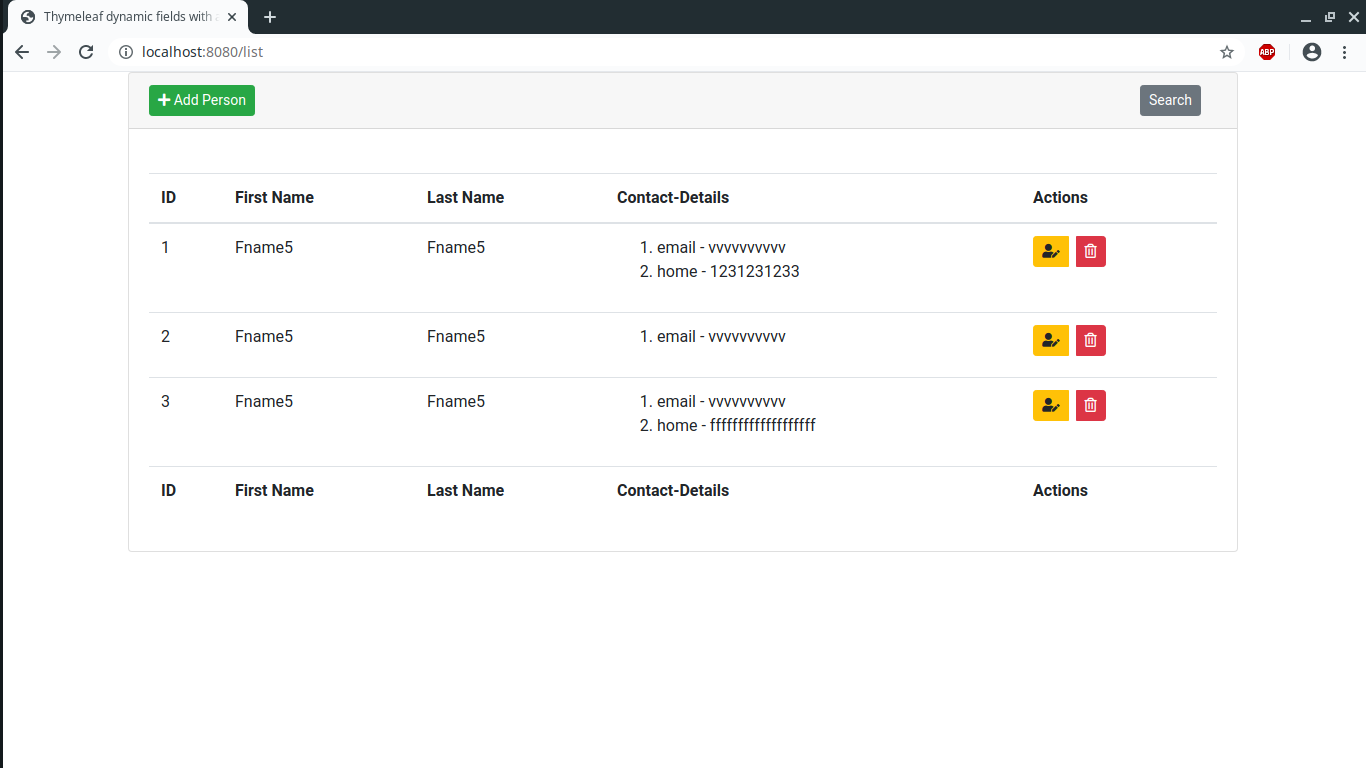 Thymeleaf dynamic fields with
localhost:8080/list
ABP
Add Person
Search
ID First Name Last Name Contact-Details Actions
1 Fname5 Fname5 1. email - vvvvvvvvvv
2. home - 1231231233
2 Fname5 Fname5 1. email - vvvvvvvvvv
3 Fname5 Fname5 1. email - vvvvvvvvvv
2. home - fffffffffffffffffff
ID First Name Last Name Contact-Details Actions